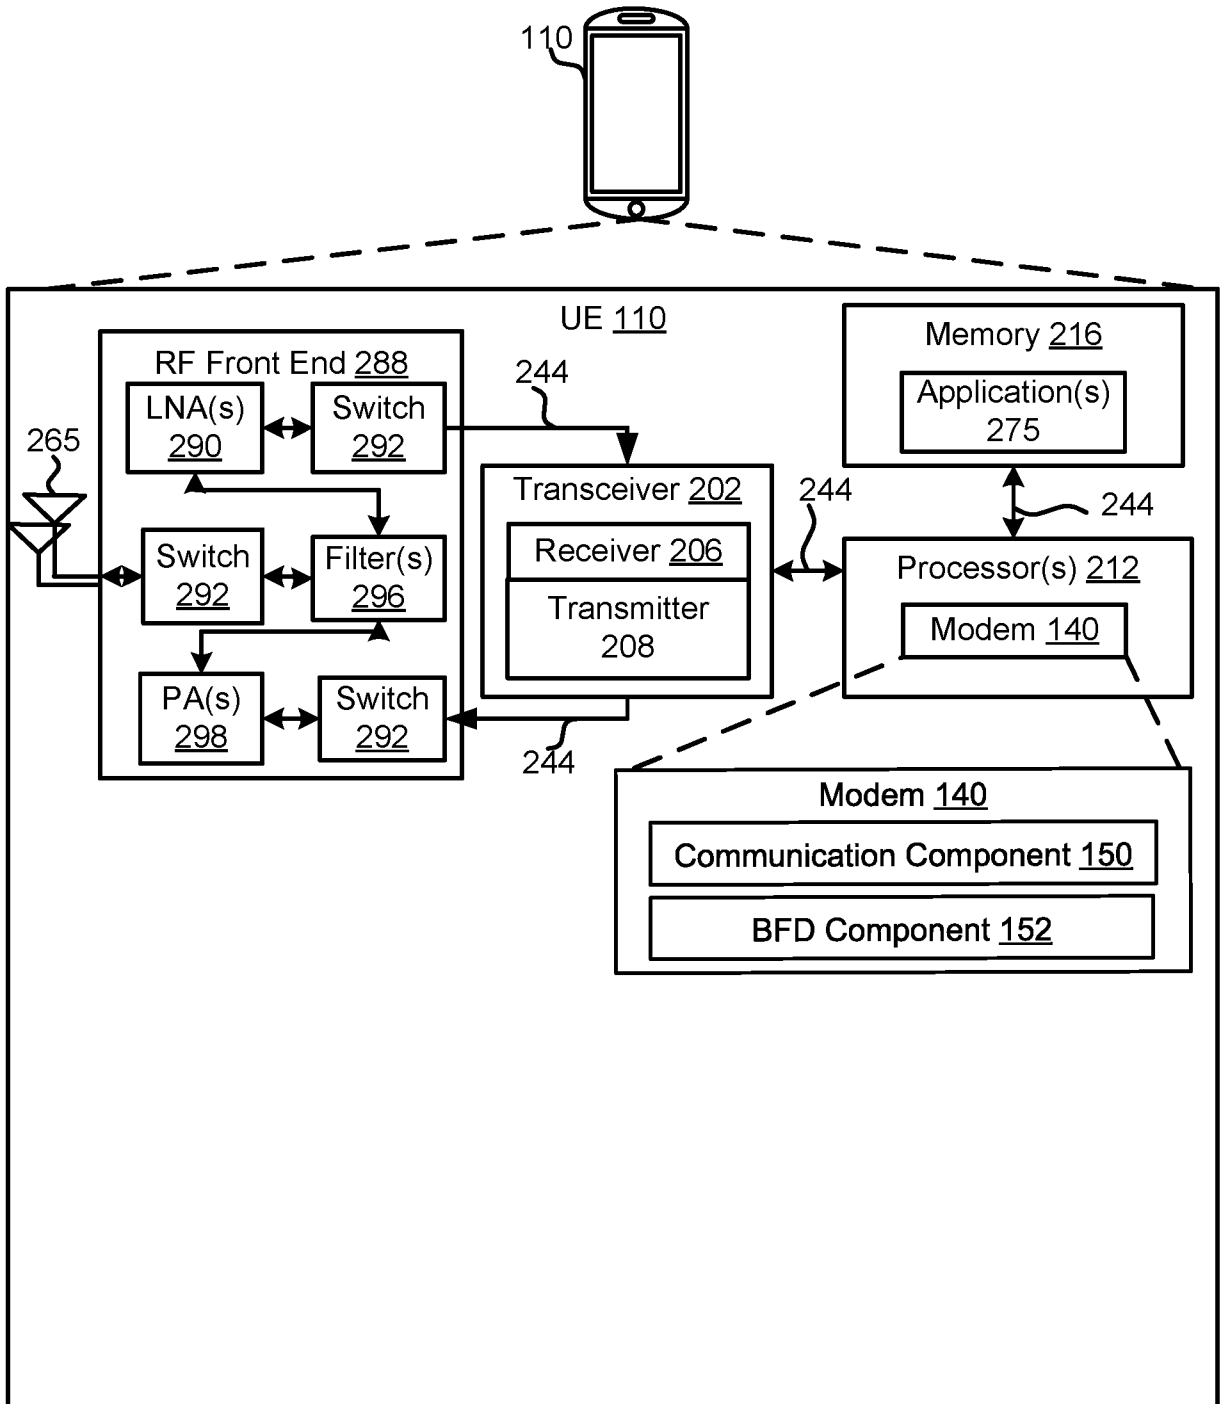 110
UE 110
RF Front End 288
LNA(s)
290
Switch
292
244
265
Switch
292
Filter(s)
296
PA(s)
298
Switch
292
244
Transceiver 202
Receiver 206
Transmitter
208
244
Memory 216
Application(s)
275
244
Processor(s) 212
Modem 140
Modem 140
Communication Component 150
BFD Component 152